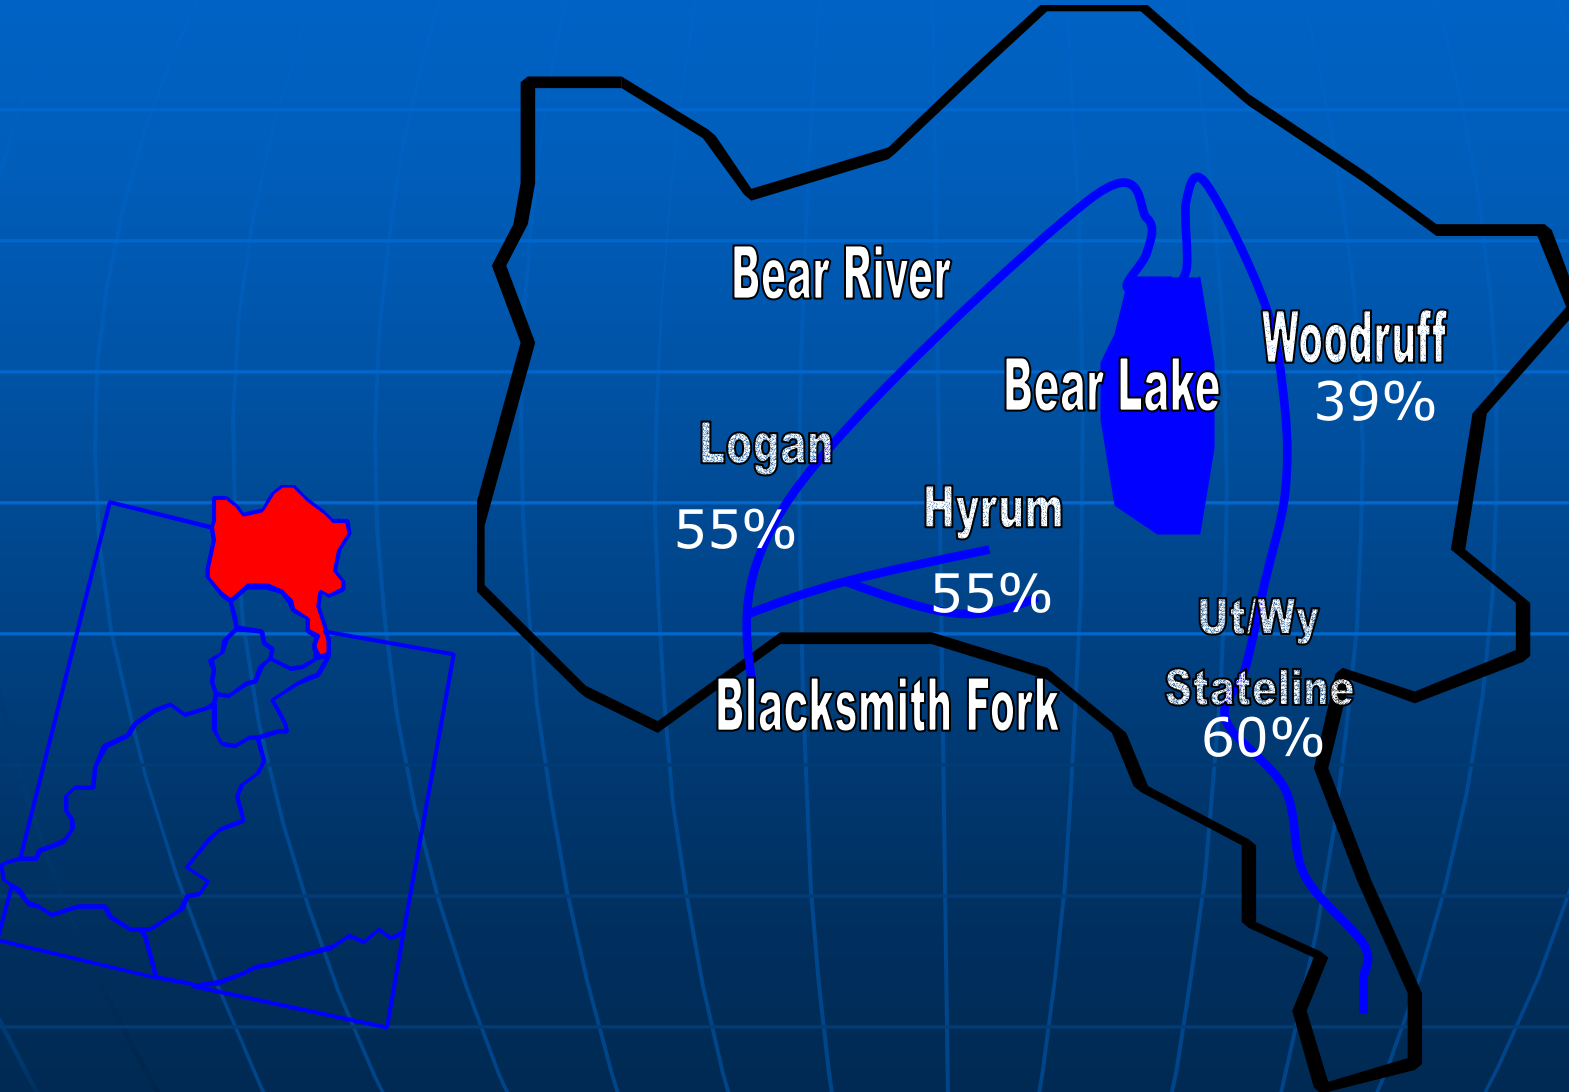 Bear River
Woodruff
39%
Bear Lake
Logan
55%
Hyrum
55%
Ut/Wy
Stateline
60%
Blacksmith Fork